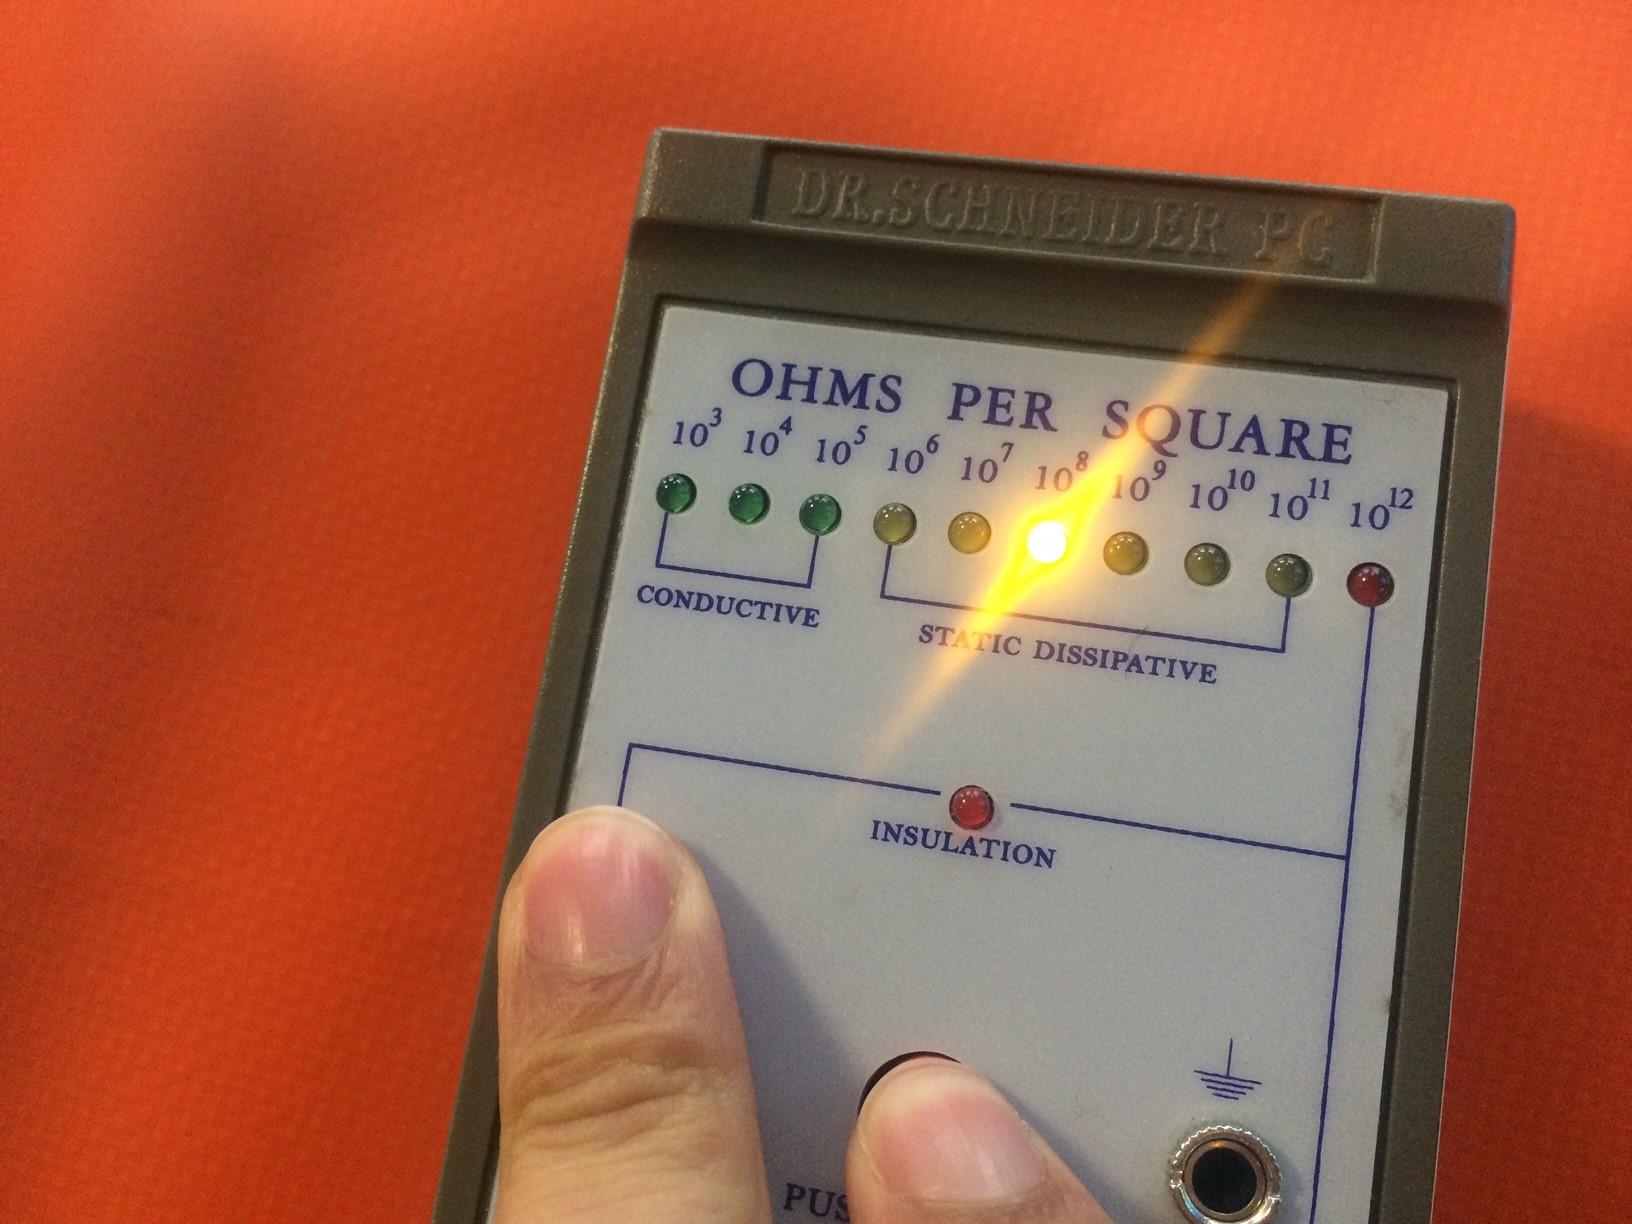 DR.SCHNEIDER PC
OHMS PER SQUARE
10³ 10⁴ 10⁵ 10⁶ 10⁷ 10⁸ 10⁹ 10¹⁰ 10¹¹ 10¹²
CONDUCTIVE
STATIC DISSIPATIVE
INSULATION